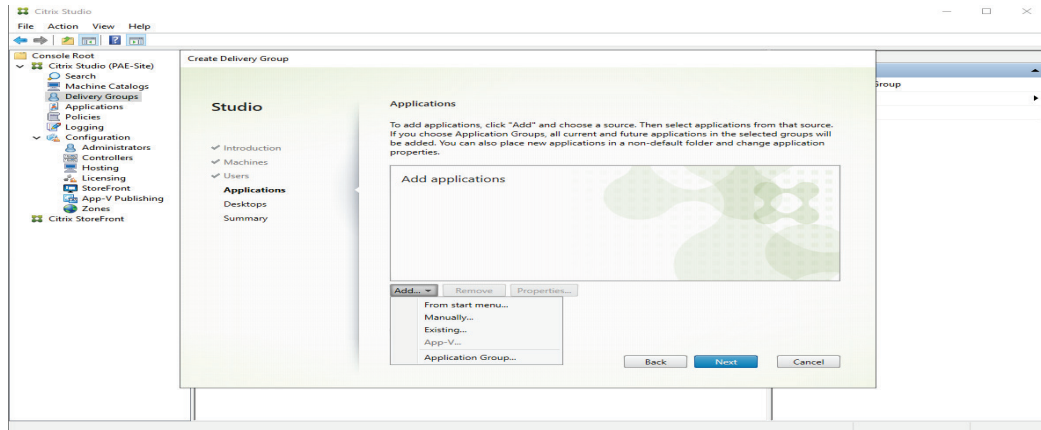 Citrix Studio
File Action View Help
Console Root
Citrix Studio (PAE-Site)
Search
Machine Catalogs
Delivery Groups
Applications
Policies
Logging
Configuration
Administrators
Controllers
Hosting
Licensing
StoreFront
App-V Publishing
Zones
Citrix StoreFront
Create Delivery Group
Studio
Introduction
Machines
Users
Applications
Desktops
Summary
Applications
To add applications, click "Add" and choose a source. Then select applications from that source.
If you choose Application Groups, all current and future applications in the selected groups will
be added. You can also place new applications in a non-default folder and change application
properties.
Add applications
Add...
Remove
Properties...
From start menu...
Manually...
Existing...
App-V...
Application Group...
Back
Next
Cancel